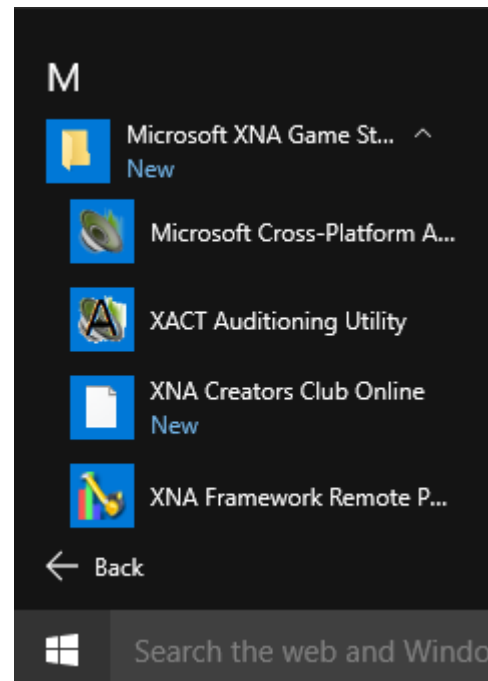 M
Microsoft XNA Game St...
New
Microsoft Cross-Platform A...
XACT Auditioning Utility
XNA Creators Club Online
New
XNA Framework Remote P...
Back
Search the web and Windo